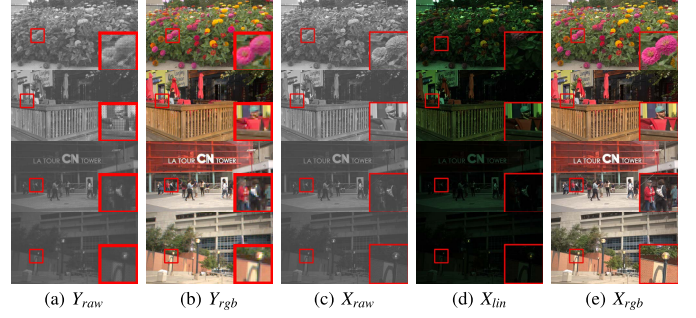 LA TOUR CN TOWER
LA TOUR CN TOWER
LA TOUR CN TOWER
LA TOUR CN TOWER
LA TOUR CN TOWER
(a) Y_raw
(b) Y_rgb
(c) X_raw
(d) X_lin
(e) X_rgb